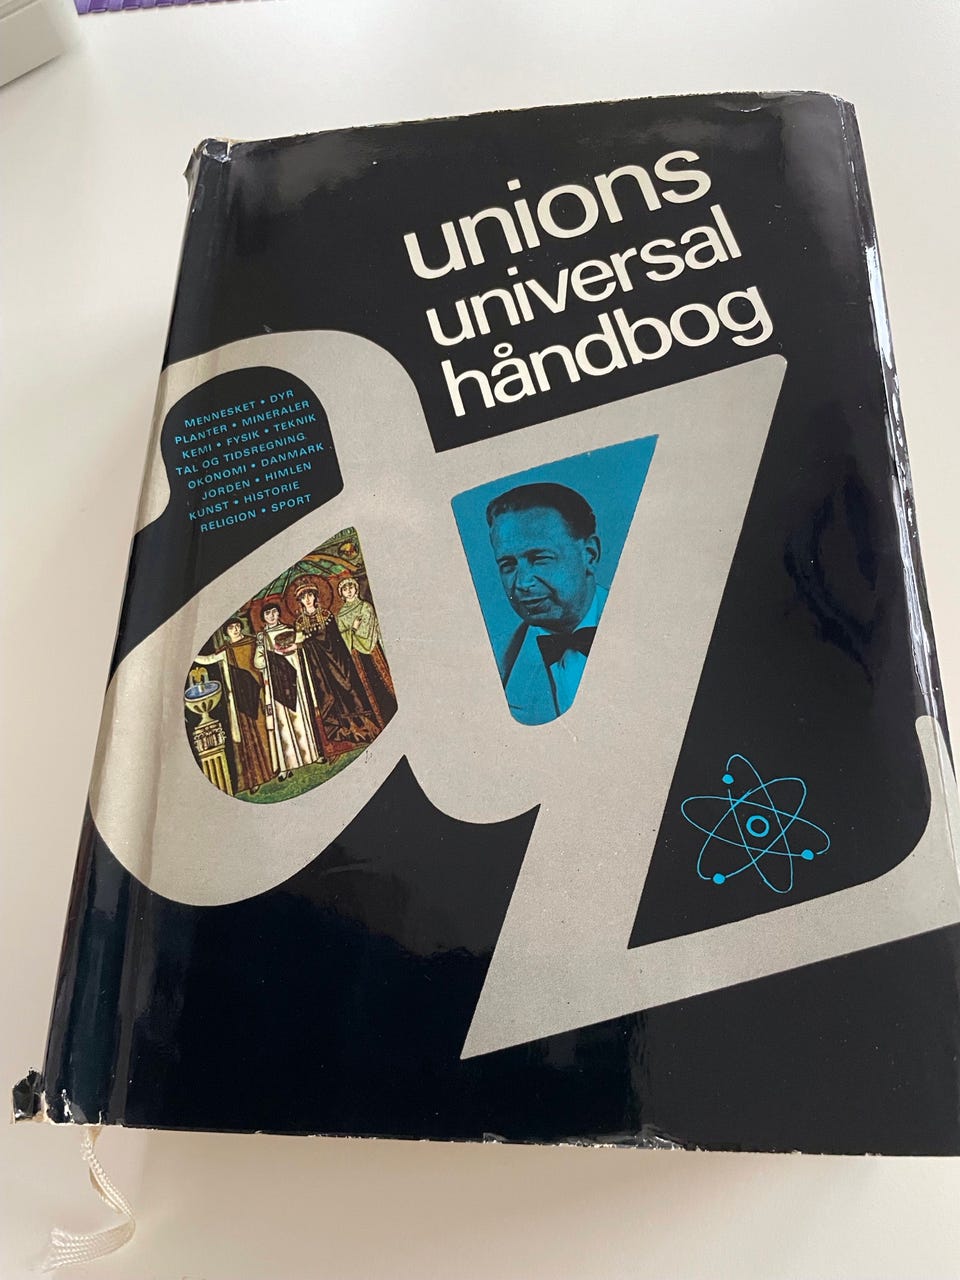 unions
universal
håndbog
MENNESKET • DYR
PLANTER • MINERALER
KEMI • FYSIK • TEKNIK
TAL OG TIDSREGNING
ØKONOMI • DANMARK
JORDEN • HIMLEN
KUNST • HISTORIE
RELIGION • SPORT
az